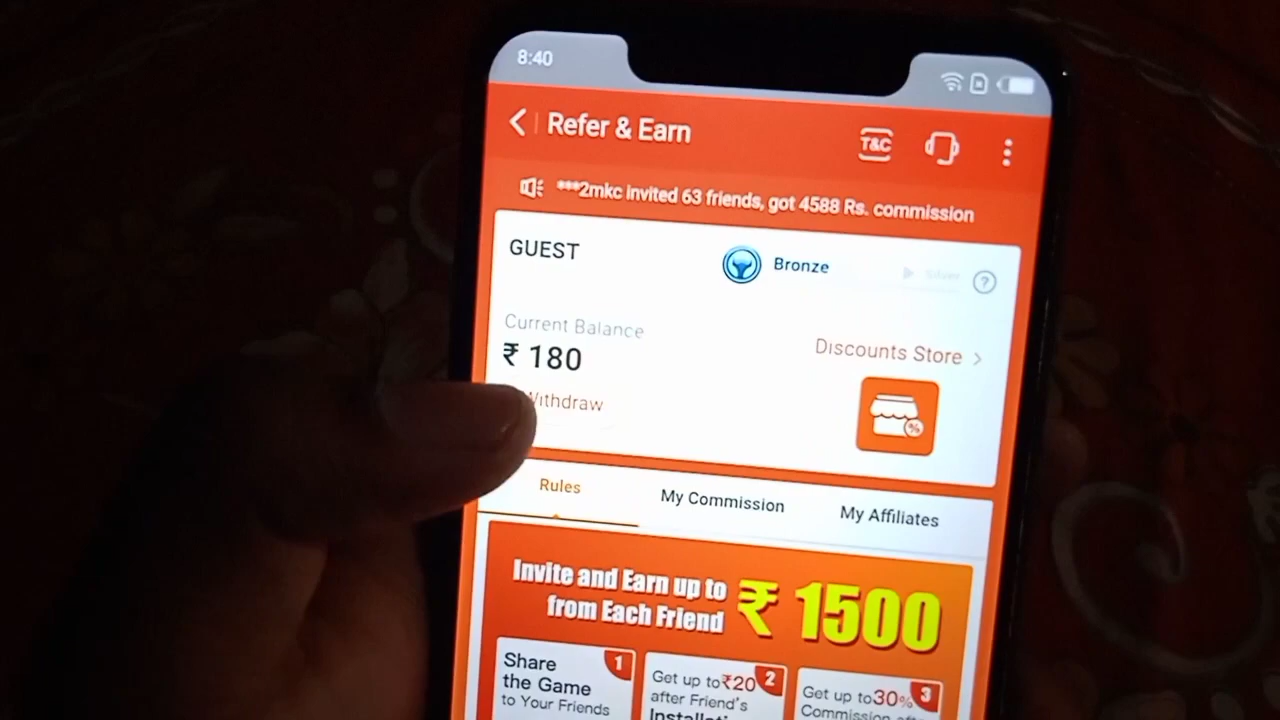 8:40
Refer & Earn
T&C
***2mkc invited 63 friends, got 4588 Rs. commission
GUEST
Bronze
Silver
?
Current Balance
₹ 180
Discounts Store
Withdraw
%
Rules
My Commission
My Affiliates
Invite and Earn up to
from Each Friend
₹ 1500
1
Share
the Game
to Your Friends
2
Get up to ₹20
after Friend's
3
Get up to 30%
Commission